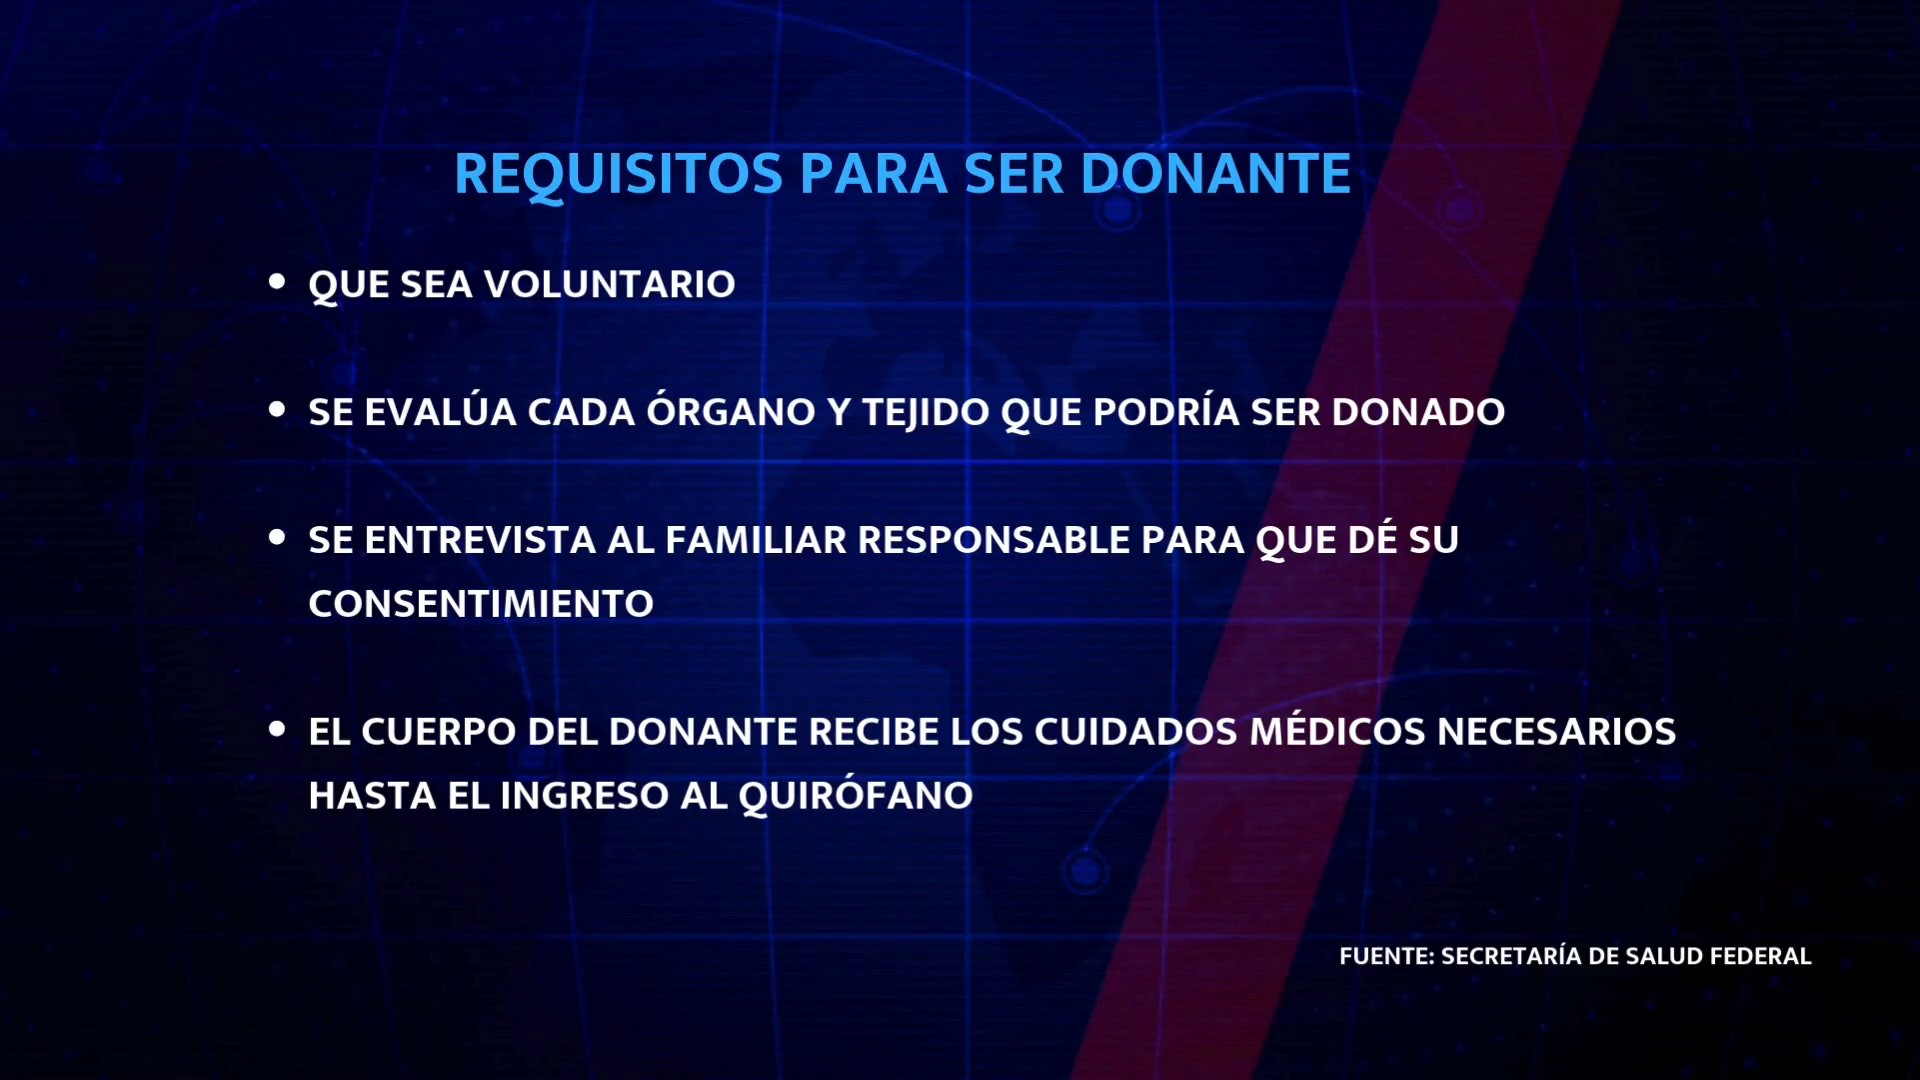 REQUISITOS PARA SER DONANTE
• QUE SEA VOLUNTARIO
• SE EVALÚA CADA ÓRGANO Y TEJIDO QUE PODRÍA SER DONADO
• SE ENTREVISTA AL FAMILIAR RESPONSABLE PARA QUE DÉ SU
CONSENTIMIENTO
• EL CUERPO DEL DONANTE RECIBE LOS CUIDADOS MÉDICOS NECESARIOS
HASTA EL INGRESO AL QUIRÓFANO
FUENTE: SECRETARÍA DE SALUD FEDERAL